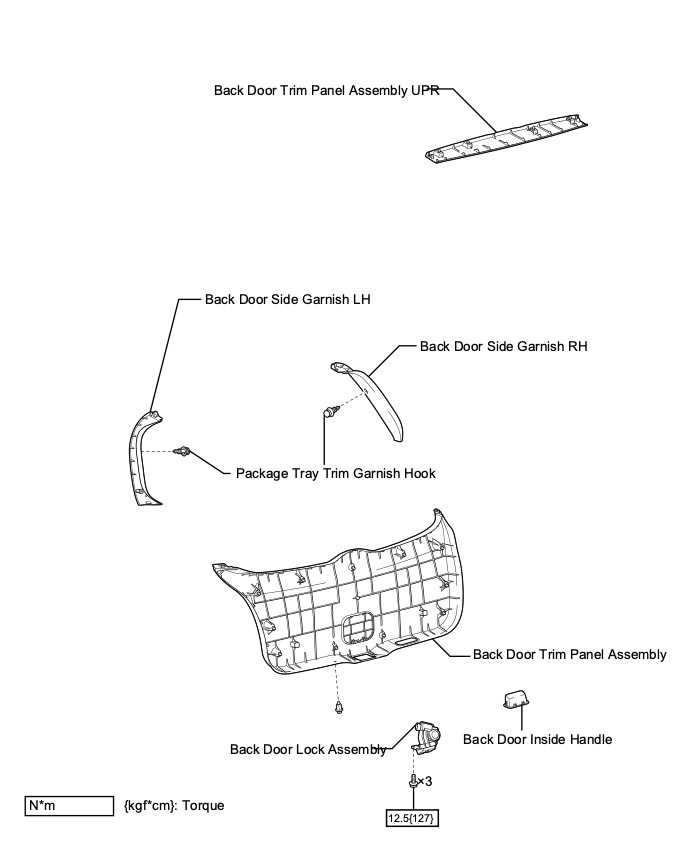 Back Door Trim Panel Assembly UPR
Back Door Side Garnish LH
Back Door Side Garnish RH
Package Tray Trim Garnish Hook
Back Door Trim Panel Assembly
Back Door Inside Handle
Back Door Lock Assembly
×3
N*m {kgf*cm}: Torque
12.5{127}